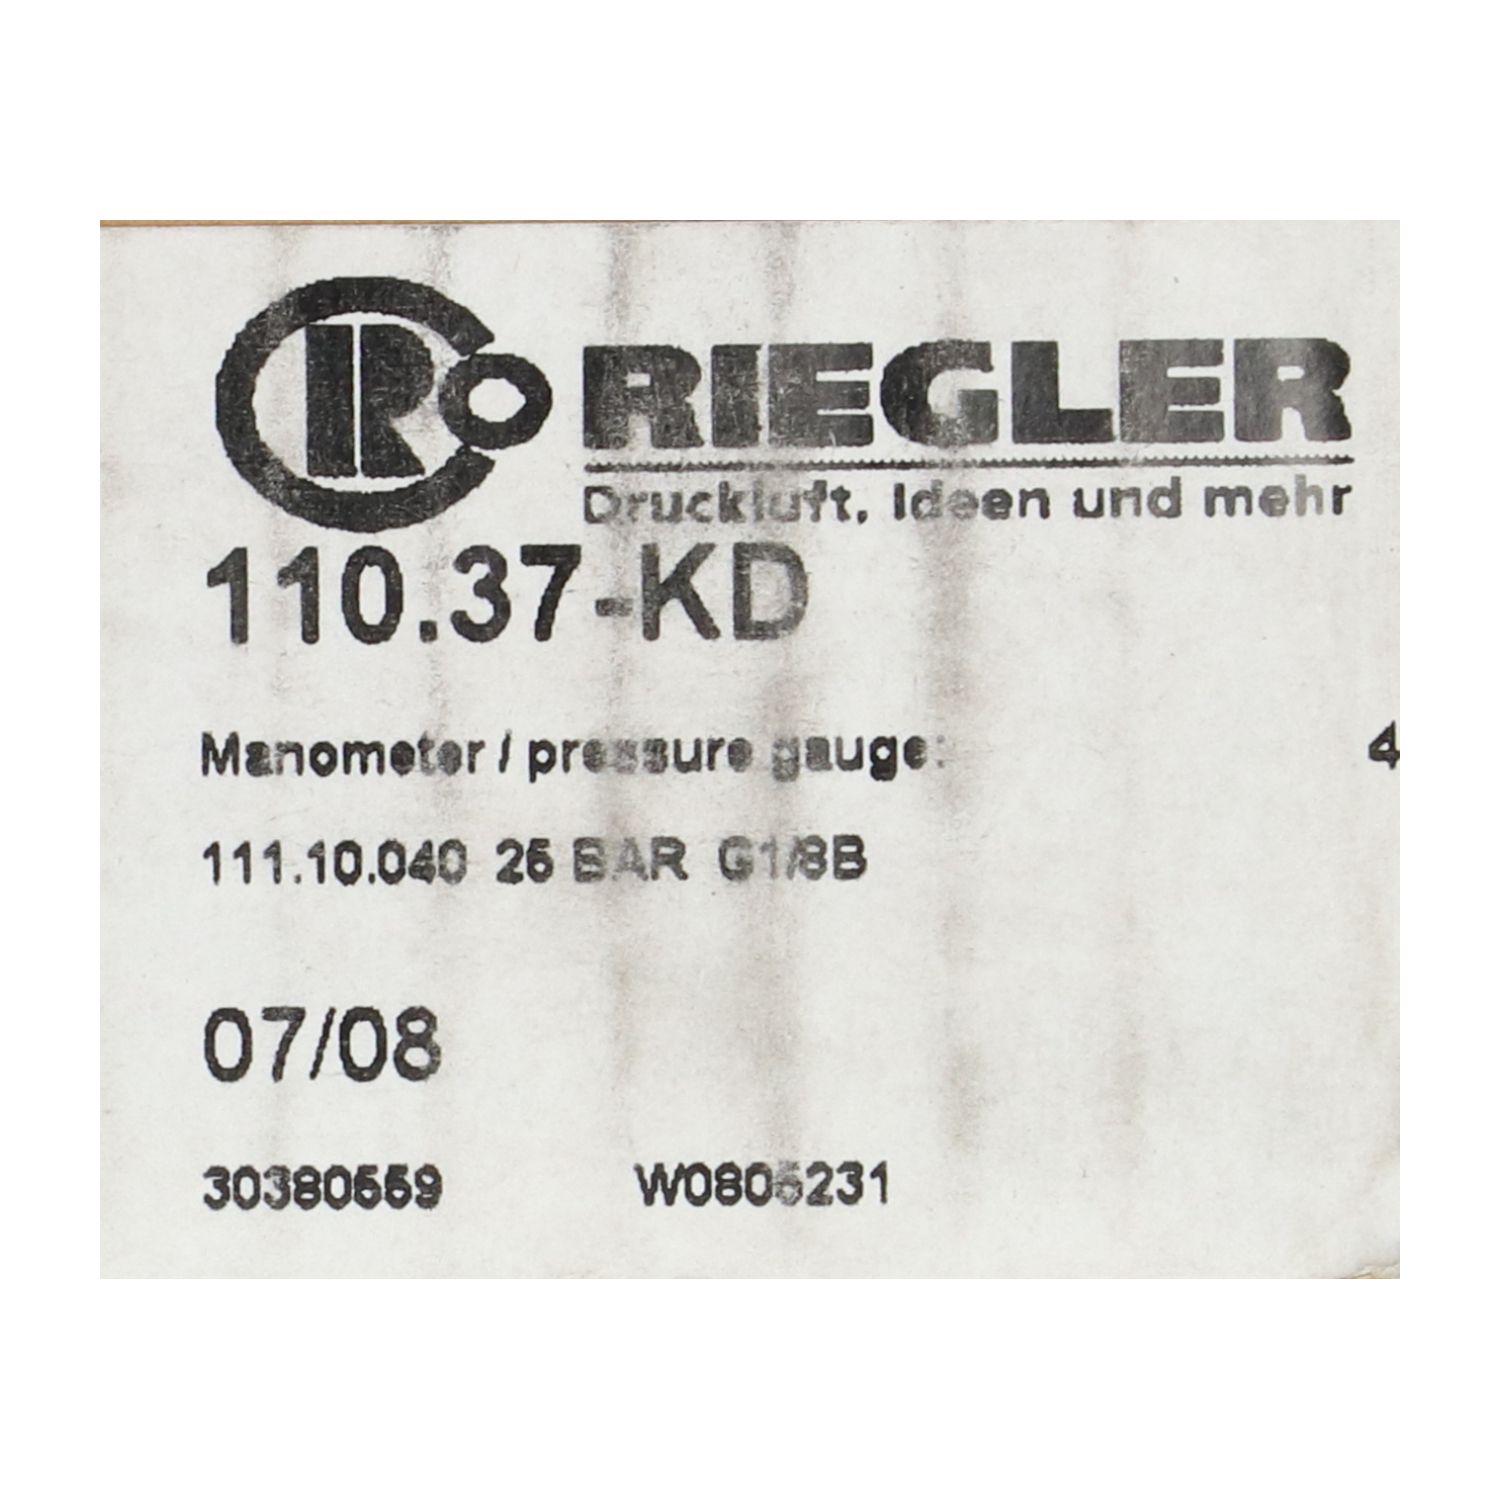 RIEGLER
Druckluft, Ideen und mehr
110.37-KD
Manometer / pressure gauge: 4
111.10.040 25 BAR G1/8B
07/08
30380559 W0805231